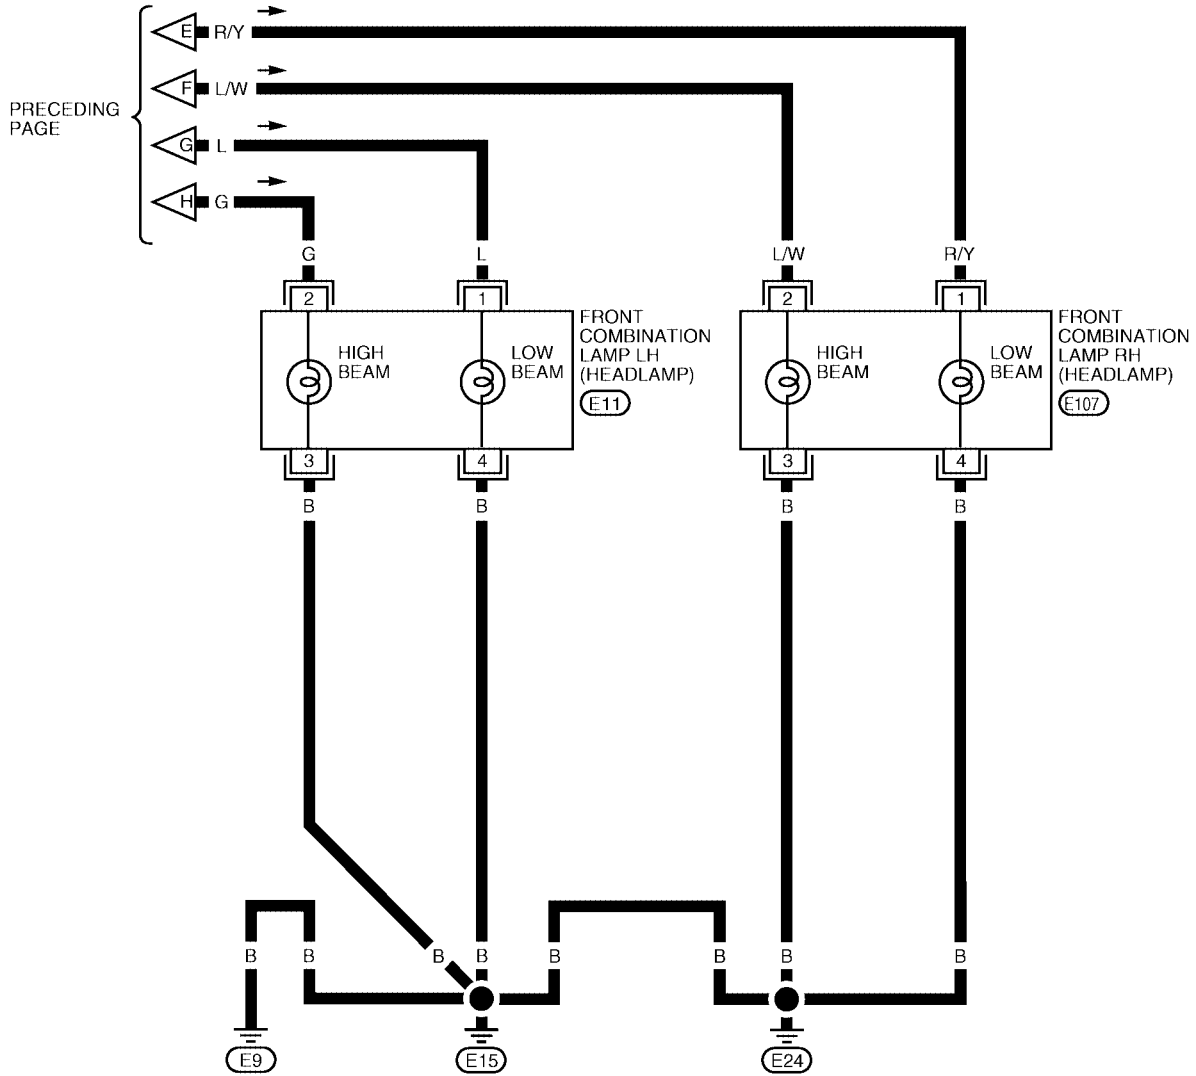 PRECEDING
PAGE
E R/Y
F L/W
G L
H G
G L L/W R/Y
2 1 2 1
HIGH
BEAM
LOW
BEAM
FRONT
COMBINATION
LAMP LH
(HEADLAMP)
E11
HIGH
BEAM
LOW
BEAM
FRONT
COMBINATION
LAMP RH
(HEADLAMP)
E107
3 4 3 4
B B B B
B B B B B B B B
E9 E15 E24